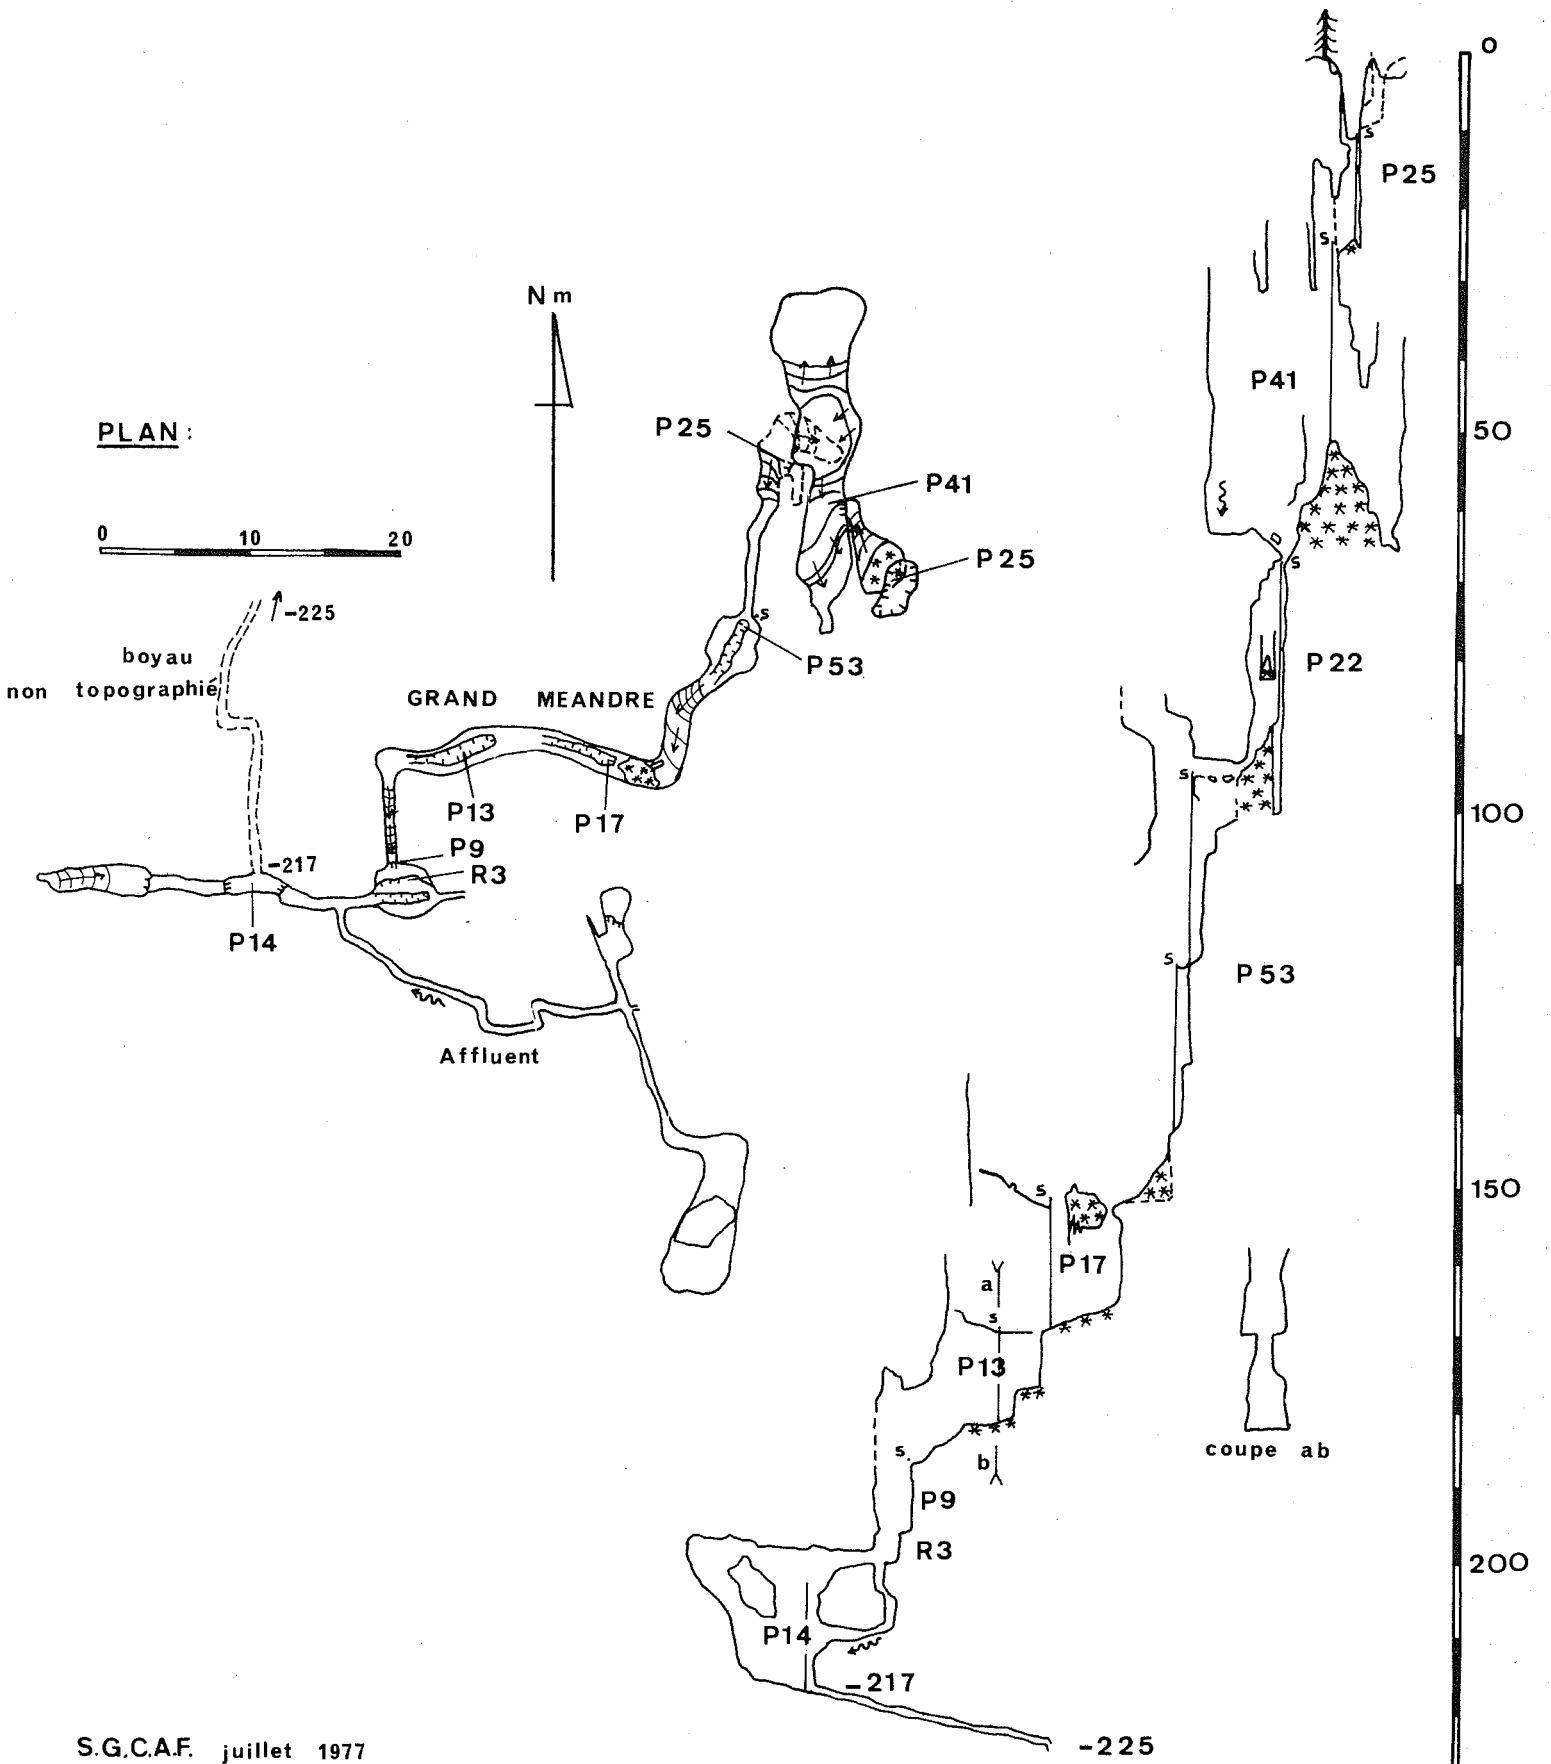 0
P25
50
P41
P22
100
P53
150
P17
a
P13
b
coupe ab
P9
R3
200
P14
-217
-225
s
s
s
s
s
s
s
s.
Nm
PLAN :
0 10 20
P25
P41
P25
.s
P53
-225
boyau
non topographié
GRAND MEANDRE
P13
P17
P9
R3
-217
P14
Affluent
S.G.C.A.F. juillet 1977